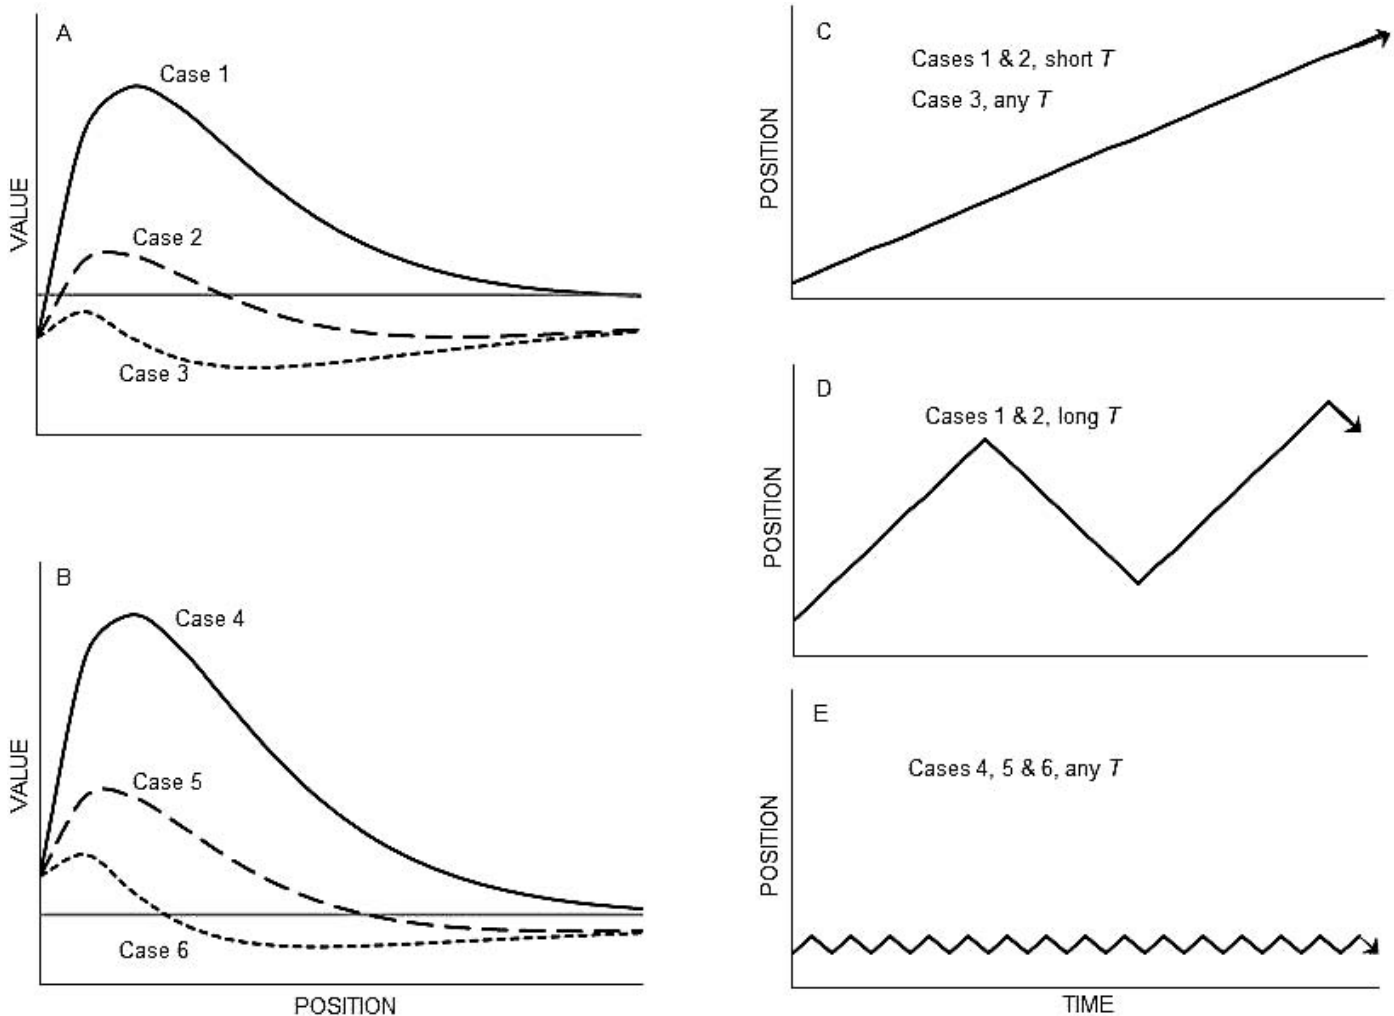 A
Case 1
Case 2
Case 3
VALUE
B
Case 4
Case 5
Case 6
VALUE
POSITION
C
Cases 1 & 2, short T
Case 3, any T
POSITION
D
Cases 1 & 2, long T
POSITION
E
Cases 4, 5 & 6, any T
POSITION
TIME